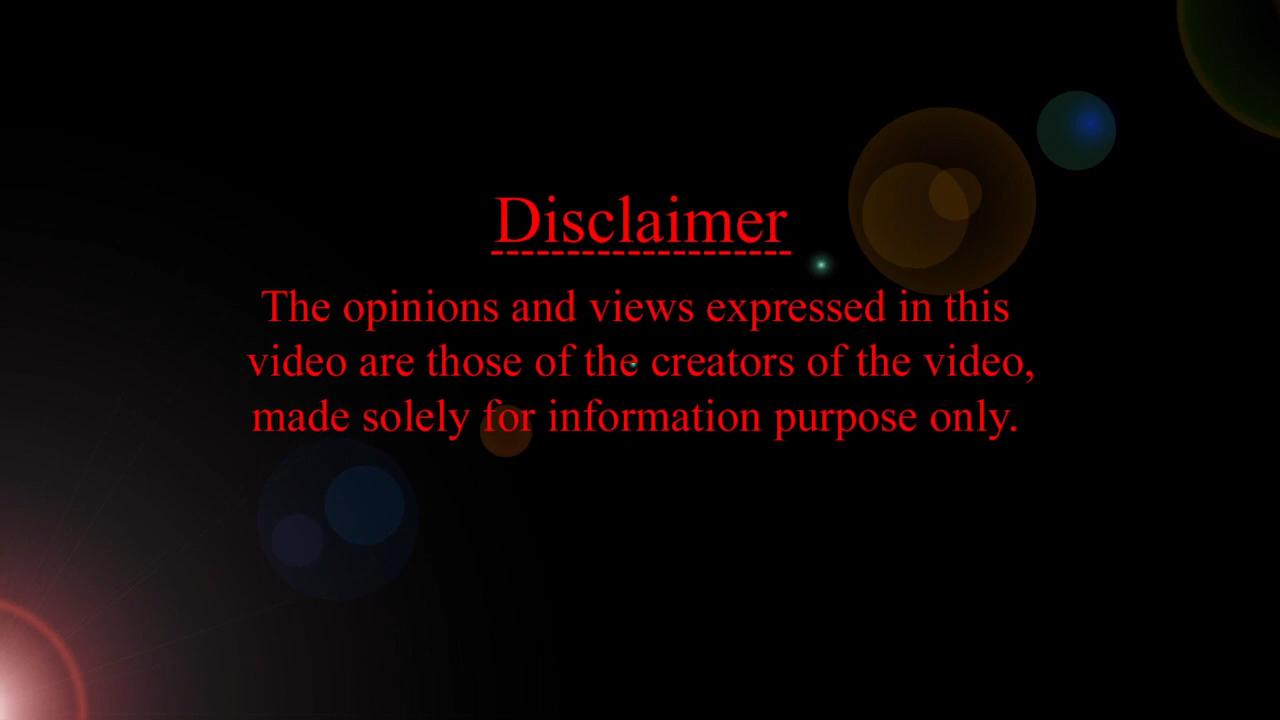 Disclaimer
The opinions and views expressed in this
video are those of the creators of the video,
made solely for information purpose only.